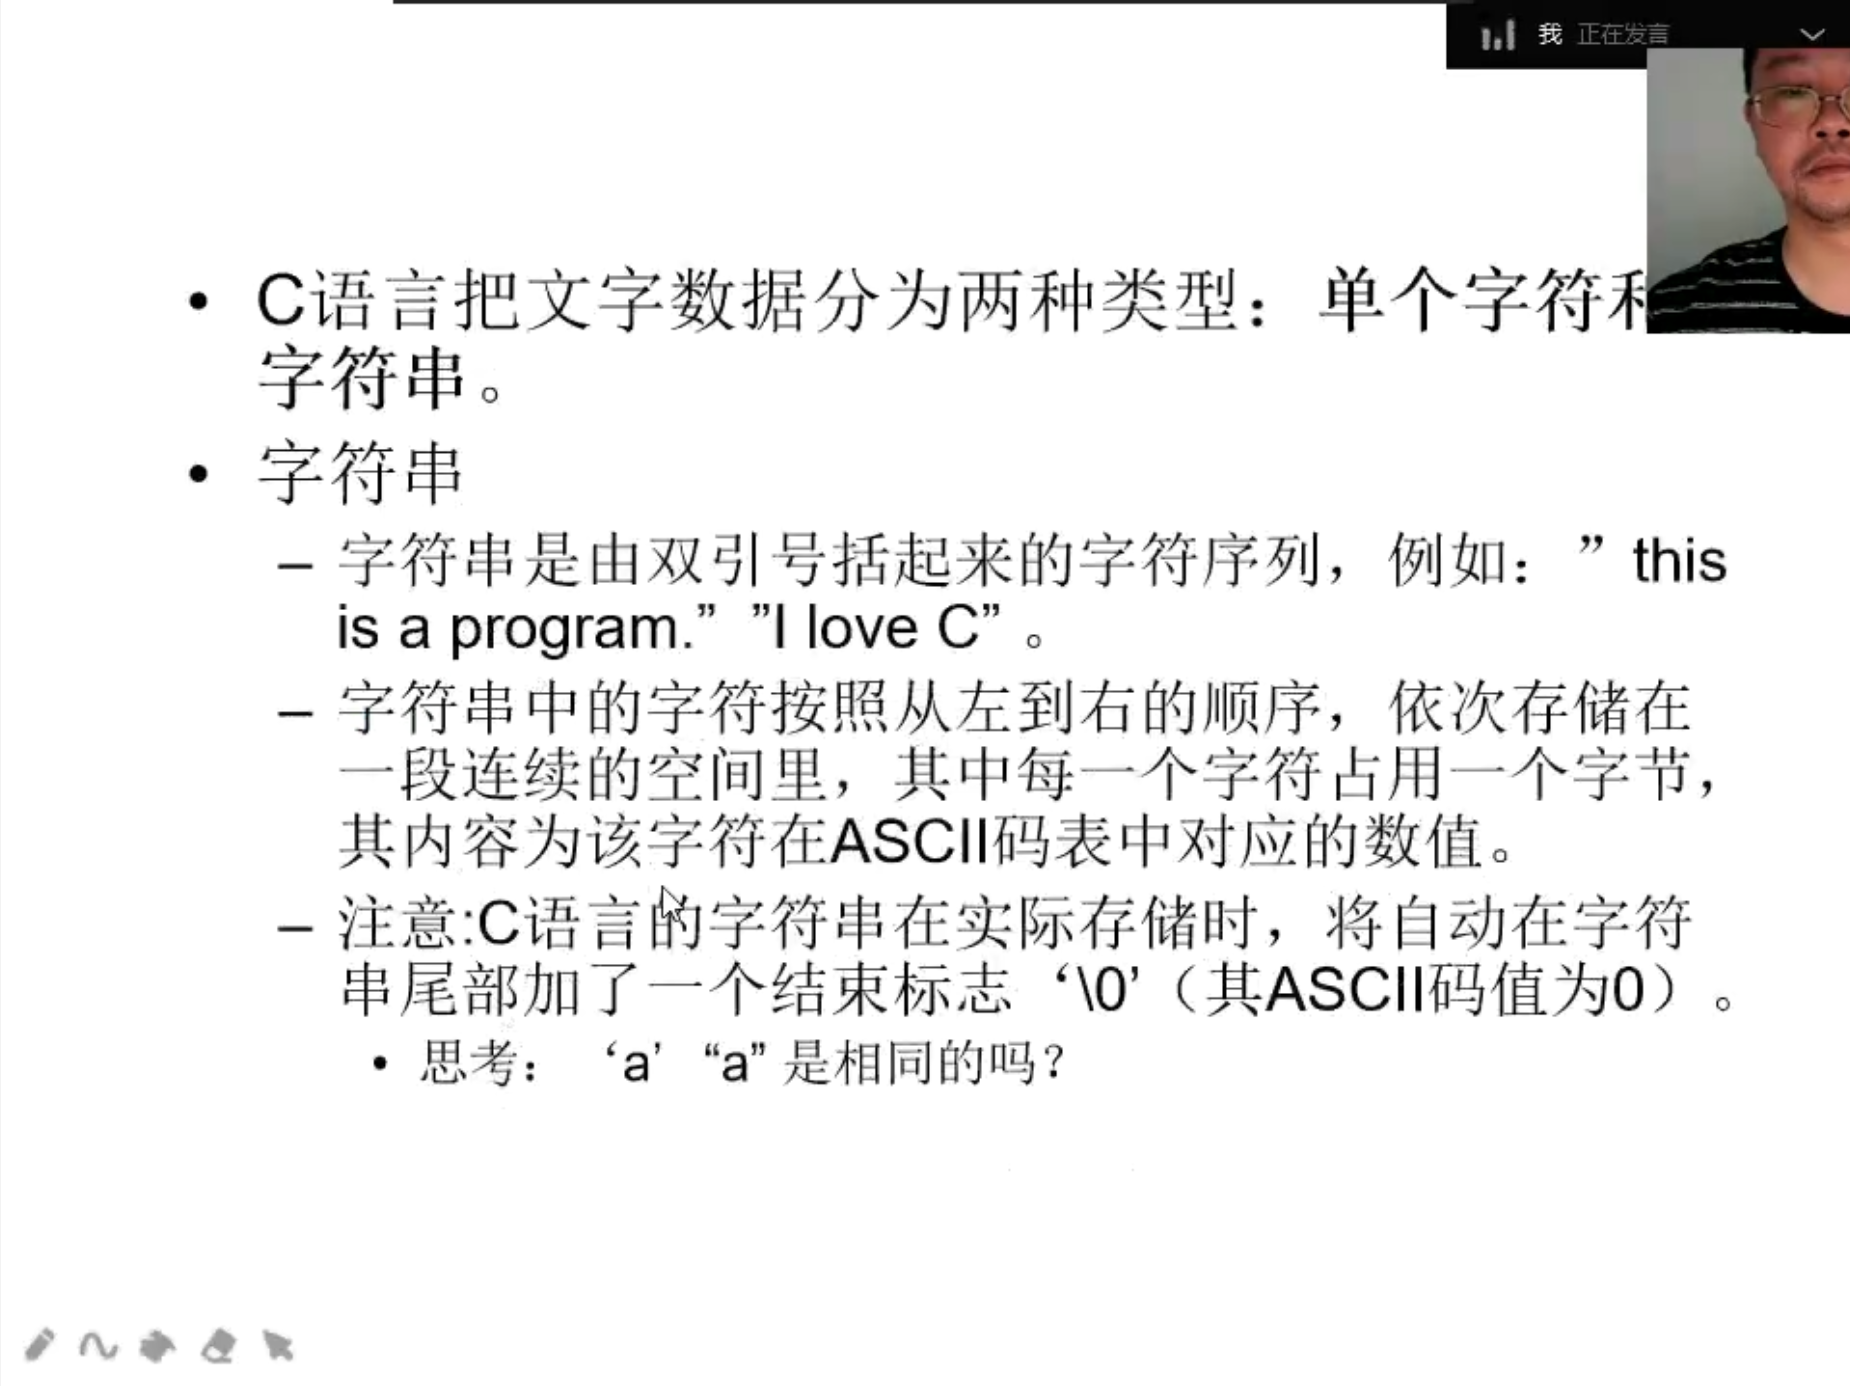 我 正在发言
• C语言把文字数据分为两种类型：单个字符和
字符串。
• 字符串
– 字符串是由双引号括起来的字符序列，例如：” this
is a program.” ”I love C” 。
– 字符串中的字符按照从左到右的顺序，依次存储在
一段连续的空间里，其中每一个字符占用一个字节，
其内容为该字符在ASCII码表中对应的数值。
– 注意:C语言的字符串在实际存储时，将自动在字符
串尾部加了一个结束标志‘\0’（其ASCII码值为0）。
• 思考：‘a’ “a” 是相同的吗？